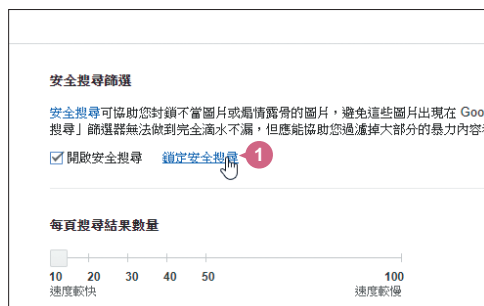 安全搜尋篩選
安全搜尋可協助您封鎖不當圖片或煽情露骨的圖片，避免這些圖片出現在 Goo
搜尋」篩選器無法做到完全滴水不漏，但應能協助您過濾掉大部分的暴力內容
開啟安全搜尋 鎖定安全搜尋 1
每頁搜尋結果數量
10 20 30 40 50 100
速度較快 速度較慢